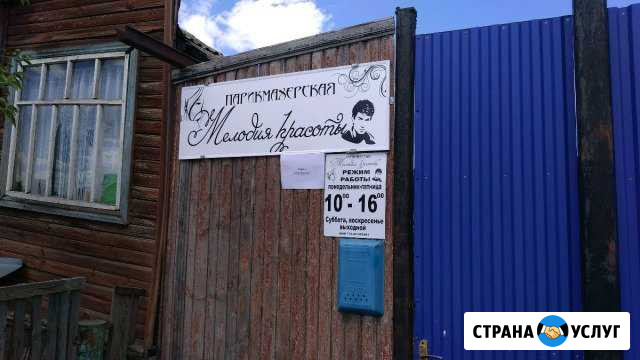 ПАРИКМАХЕРСКАЯ
Мелодия красоты
РЕЖИМ
РАБОТЫ
понедельник-пятница
10⁰⁰ - 16⁰⁰
Суббота, воскресенье
выходной
СТРАНА УСЛУГ